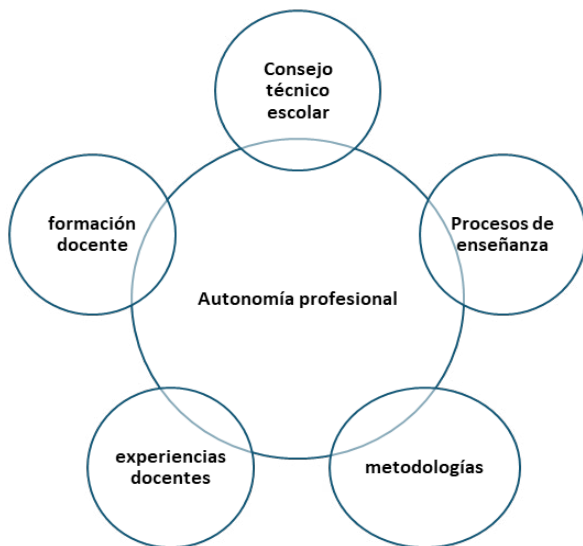 Consejo
técnico
escolar
formación
docente
Procesos de
enseñanza
Autonomía profesional
experiencias
docentes
metodologías